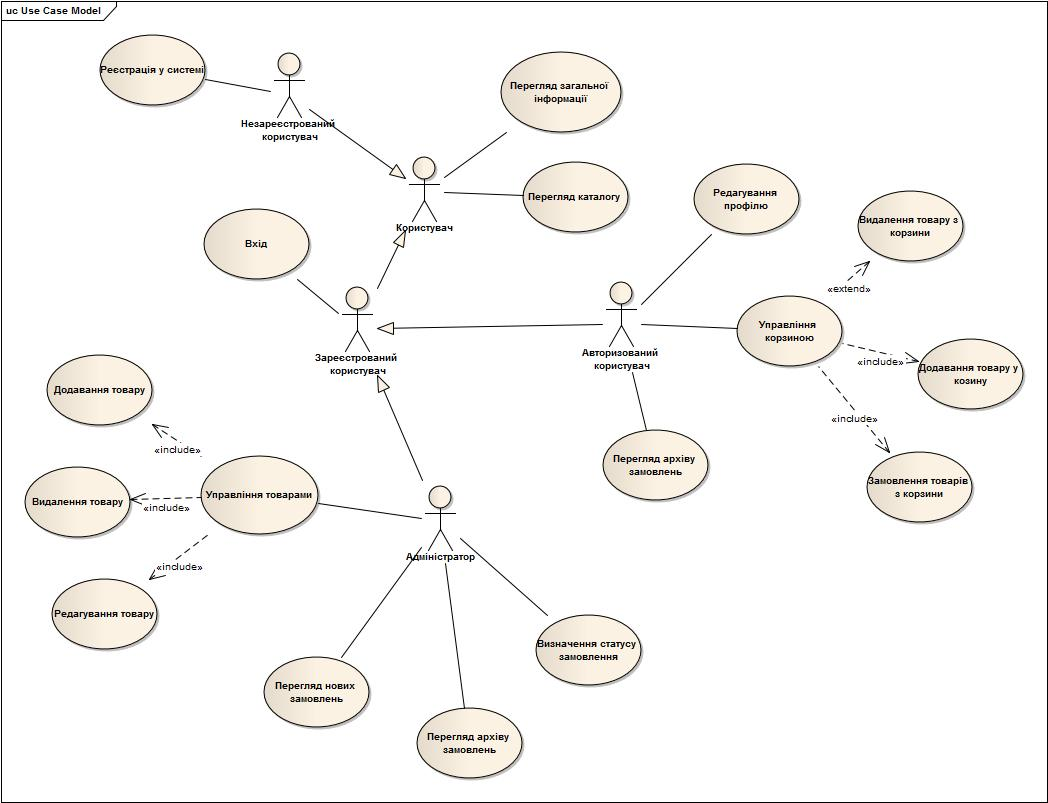 uc Use Case Model
Реєстрація у системі
Незареєстрований
користувач
Перегляд загальної
інформації
Перегляд каталогу
Користувач
Вхід
Редагування
профілю
Видалення товару з
корзини
«extend»
Зареєстрований
користувач
Авторизований
користувач
Управління
корзиною
«include»
Додавання товару у
козину
«include»
Додавання товару
«include»
Перегляд архіву
замовлень
Замовлення товарів
з корзини
Видалення товару
«include»
Управління товарами
Адміністратор
«include»
Редагування товару
Визначення статусу
замовлення
Перегляд нових
замовлень
Перегляд архіву
замовлень